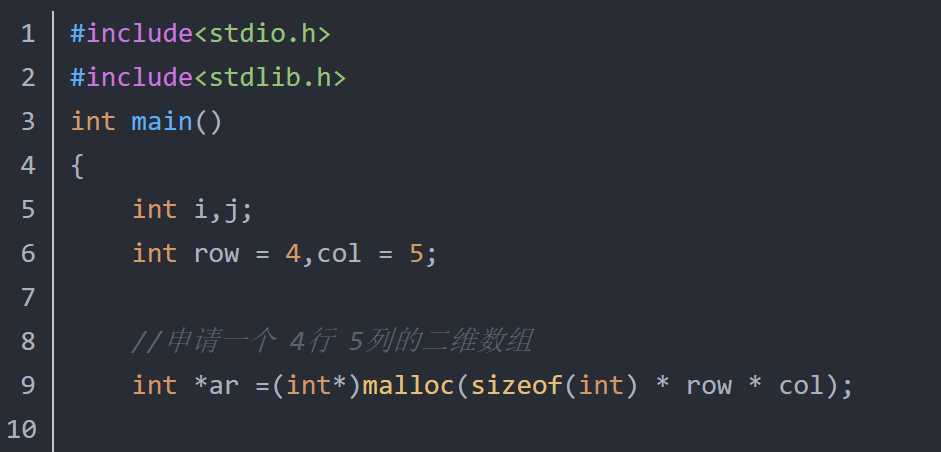 1 #include<stdio.h>
2 #include<stdlib.h>
3 int main()
4 {
5 int i,j;
6 int row = 4,col = 5;
7
8 //申请一个 4行 5列的二维数组
9 int *ar =(int*)malloc(sizeof(int) * row * col);
10